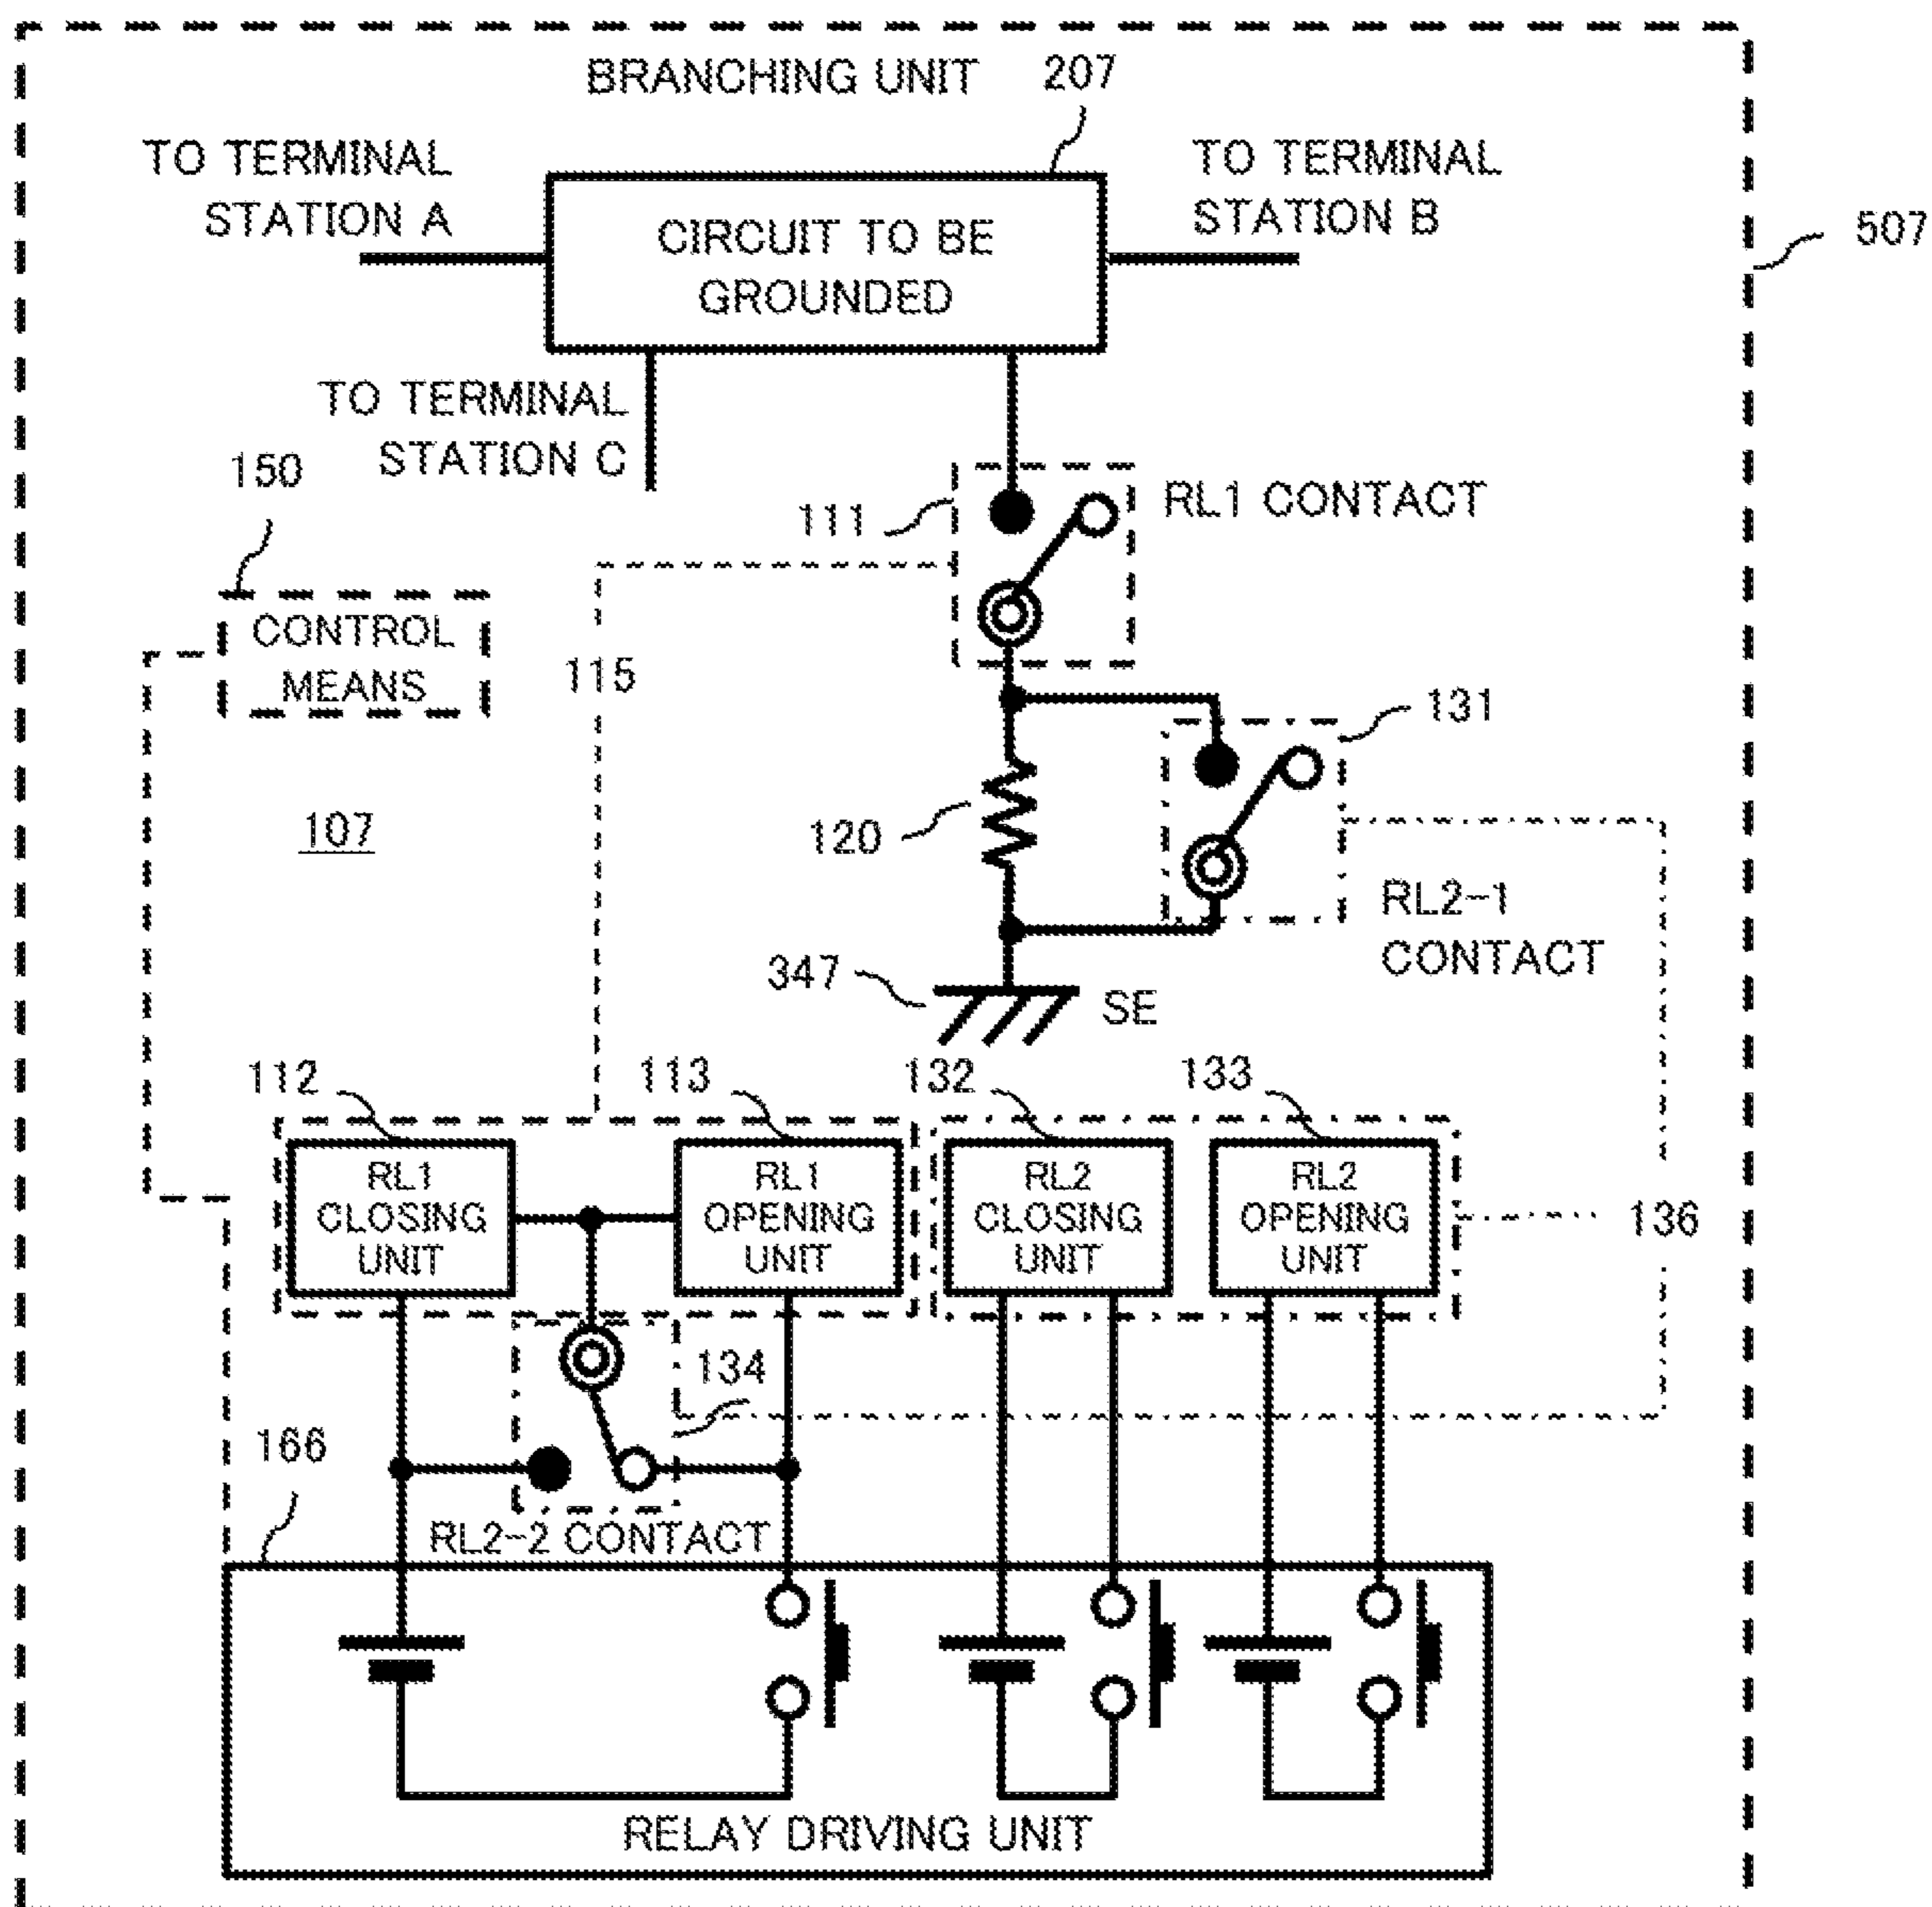 BRANCHING UNIT
207
TO TERMINAL
STATION A
TO TERMINAL
STATION B
507
CIRCUIT TO BE
GROUNDED
TO TERMINAL
STATION C
150
111
RL1 CONTACT
CONTROL
MEANS
115
131
120
107
RL2-1
CONTACT
347
SE
112
113
132
133
RL1
CLOSING
UNIT
RL1
OPENING
UNIT
RL2
CLOSING
UNIT
RL2
OPENING
UNIT
136
134
166
RL2-2 CONTACT
RELAY DRIVING UNIT